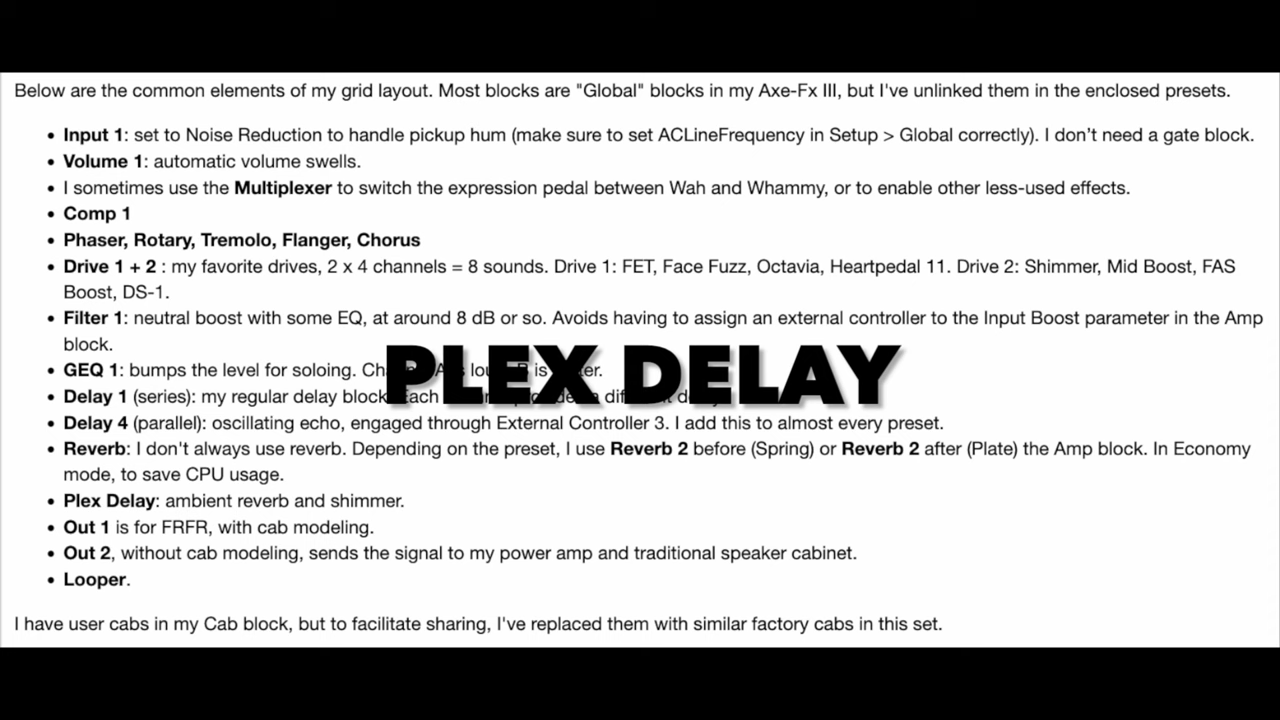 Below are the common elements of my grid layout. Most blocks are "Global" blocks in my Axe-Fx III, but I've unlinked them in the enclosed presets.
• Input 1: set to Noise Reduction to handle pickup hum (make sure to set ACLineFrequency in Setup > Global correctly). I don’t need a gate block.
• Volume 1: automatic volume swells.
• I sometimes use the Multiplexer to switch the expression pedal between Wah and Whammy, or to enable other less-used effects.
• Comp 1
• Phaser, Rotary, Tremolo, Flanger, Chorus
• Drive 1 + 2 : my favorite drives, 2 x 4 channels = 8 sounds. Drive 1: FET, Face Fuzz, Octavia, Heartpedal 11. Drive 2: Shimmer, Mid Boost, FAS
Boost, DS-1.
• Filter 1: neutral boost with some EQ, at around 8 dB or so. Avoids having to assign an external controller to the Input Boost parameter in the Amp
block.
• GEQ 1: bumps the level for soloing.
PLEX DELAY
• Delay 1 (series): my regular delay block.
• Delay 4 (parallel): oscillating echo, engaged through External Controller 3. I add this to almost every preset.
• Reverb: I don't always use reverb. Depending on the preset, I use Reverb 2 before (Spring) or Reverb 2 after (Plate) the Amp block. In Economy
mode, to save CPU usage.
• Plex Delay: ambient reverb and shimmer.
• Out 1 is for FRFR, with cab modeling.
• Out 2, without cab modeling, sends the signal to my power amp and traditional speaker cabinet.
• Looper.
I have user cabs in my Cab block, but to facilitate sharing, I've replaced them with similar factory cabs in this set.